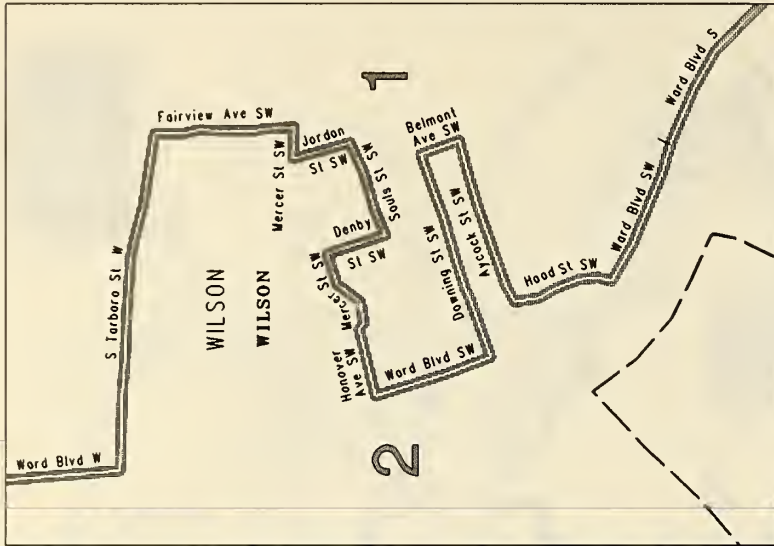 Fairview Ave SW
1
Mercer St SW
Jordon
St SW
Souls St SW
Belmont
Ave SW
Ward Blvd S
Ward Blvd SW
S Tarboro St W
WILSON
WILSON
Denby
St SW
Mercer St SW
Aycock St SW
Downing St SW
Hood St SW
Hanover
Ave SW
Ward Blvd SW
Ward Blvd W
2